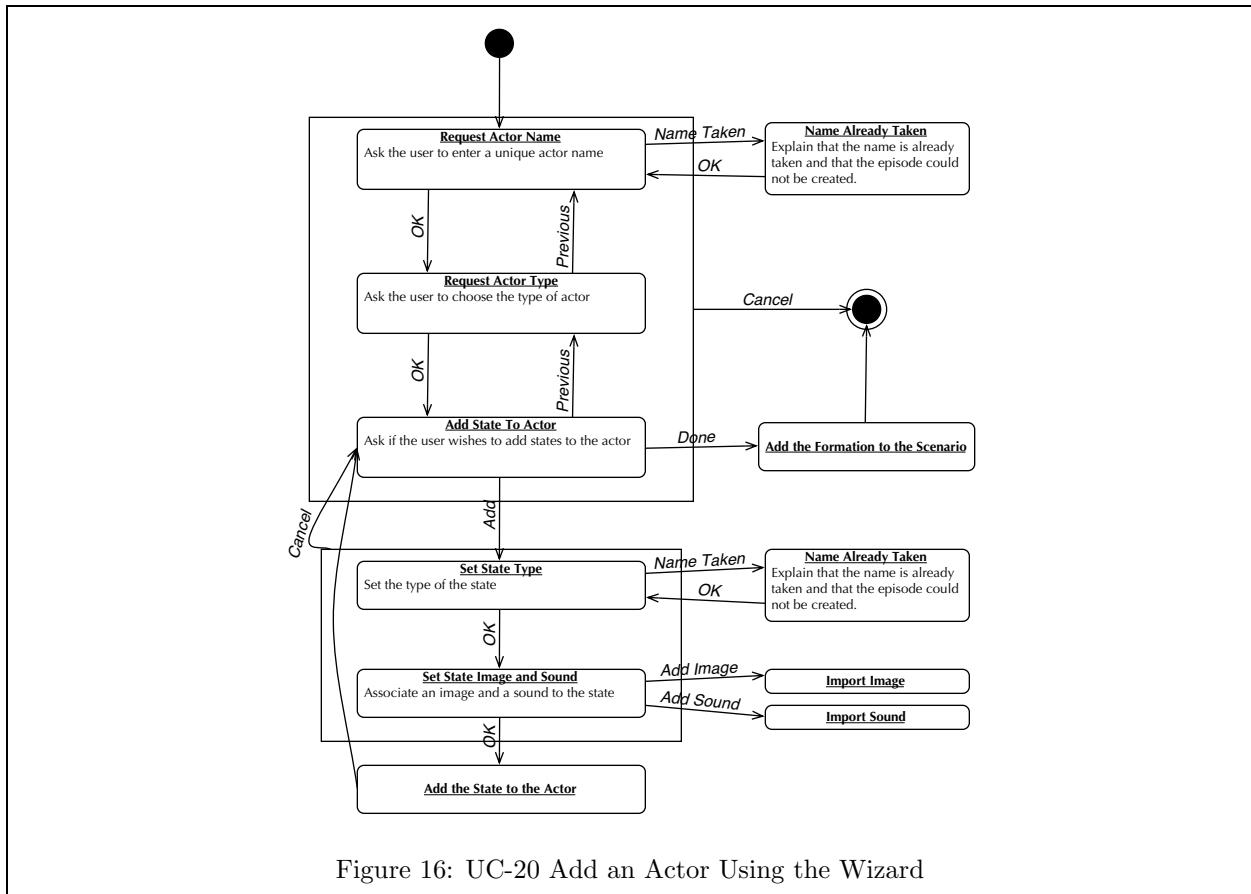 Request Actor Name
Ask the user to enter a unique actor name
Name Taken
OK
Name Already Taken
Explain that the name is already
taken and that the episode could
not be created.
OK
Previous
Request Actor Type
Ask the user to choose the type of actor
Cancel
OK
Previous
Add State To Actor
Ask if the user wishes to add states to the actor
Done
Add the Formation to the Scenario
Cancel
Add
Set State Type
Set the type of the state
Name Taken
OK
Name Already Taken
Explain that the name is already
taken and that the episode could
not be created.
OK
Set State Image and Sound
Associate an image and a sound to the state
Add Image
Add Sound
Import Image
Import Sound
OK
Add the State to the Actor
Figure 16: UC-20 Add an Actor Using the Wizard